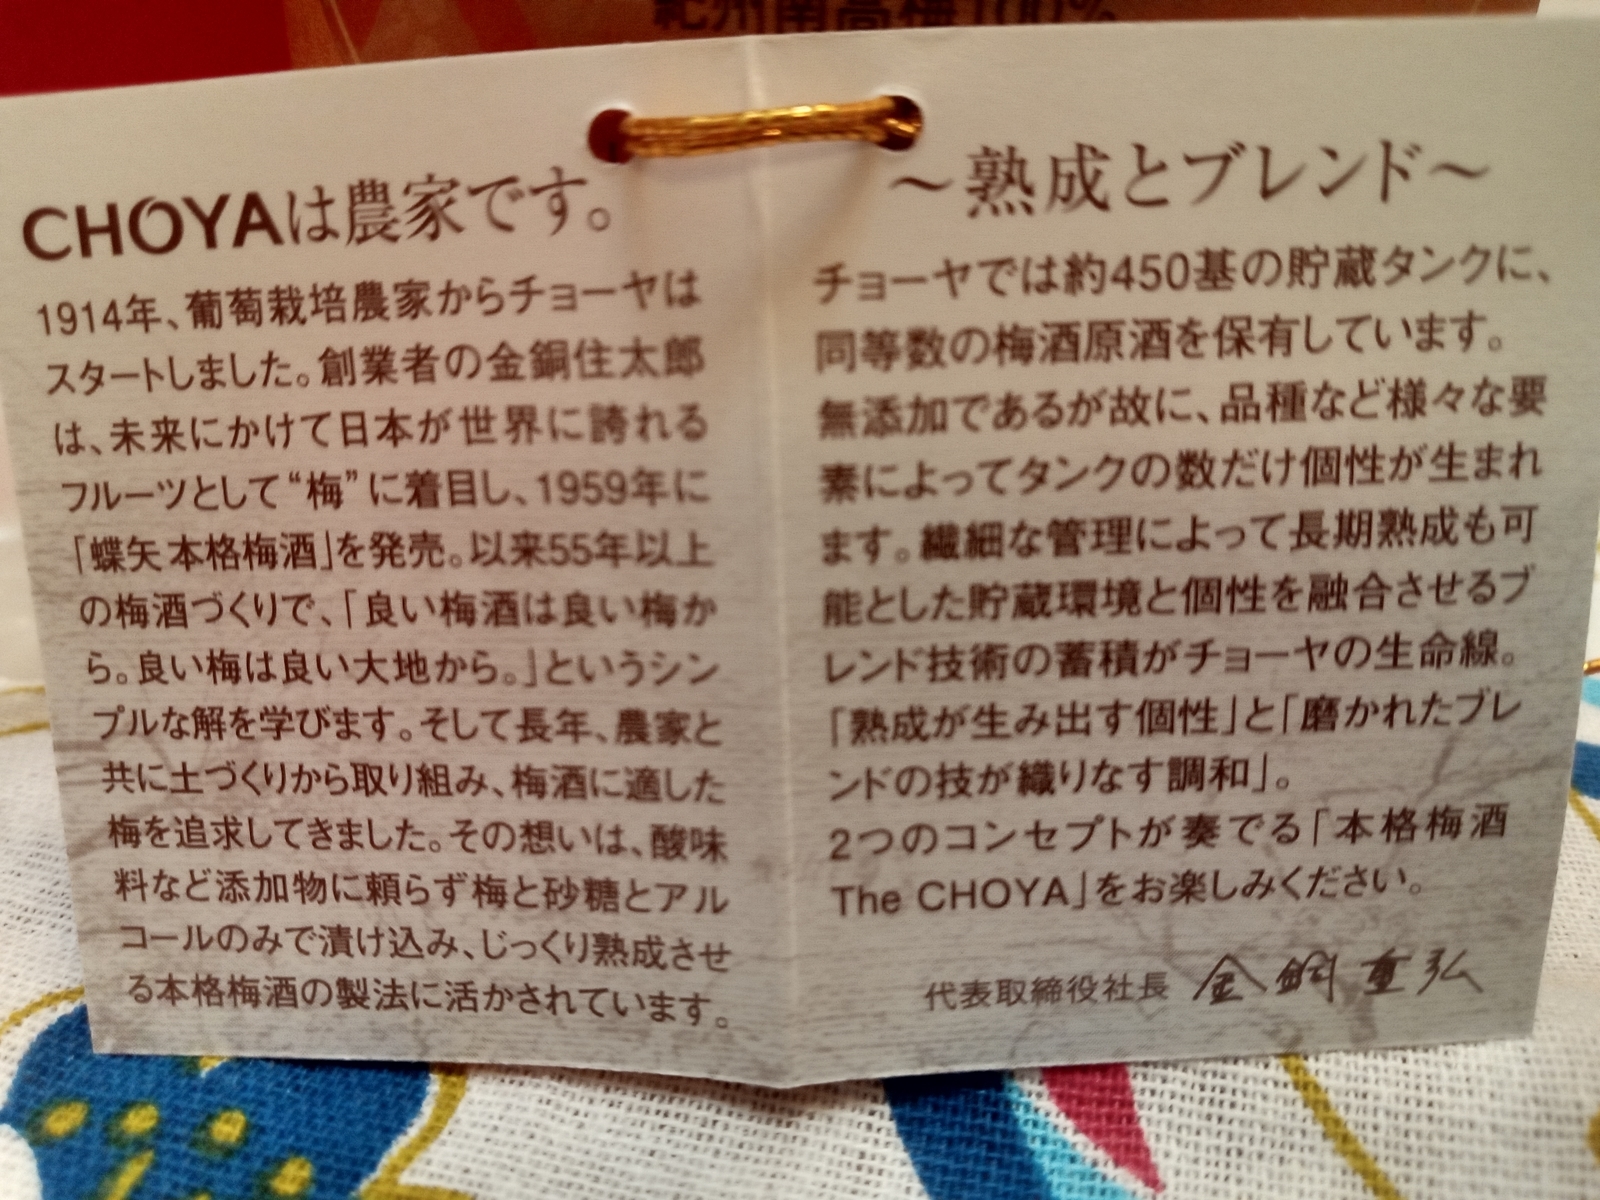 紀州南高梅100%
CHOYAは農家です。
1914年、葡萄栽培農家からチョーヤは
スタートしました。創業者の金銅住太郎
は、未来にかけて日本が世界に誇れる
フルーツとして“梅”に着目し、1959年に
「蝶矢本格梅酒」を発売。以来55年以上
の梅酒づくりで、「良い梅酒は良い梅か
ら。良い梅は良い大地から。」というシン
プルな解を学びます。そして長年、農家と
共に土づくりから取り組み、梅酒に適した
梅を追求してきました。その想いは、酸味
料など添加物に頼らず梅と砂糖とアル
コールのみで漬け込み、じっくり熟成させ
る本格梅酒の製法に活かされています。
～熟成とブレンド～
チョーヤでは約450基の貯蔵タンクに、
同等数の梅酒原酒を保有しています。
無添加であるが故に、品種など様々な要
素によってタンクの数だけ個性が生まれ
ます。繊細な管理によって長期熟成も可
能とした貯蔵環境と個性を融合させるブ
レンド技術の蓄積がチョーヤの生命線。
「熟成が生み出す個性」と「磨かれたブレ
ンドの技が織りなす調和」。
2つのコンセプトが奏でる「本格梅酒
The CHOYA」をお楽しみください。
代表取締役社長 金銅重弘